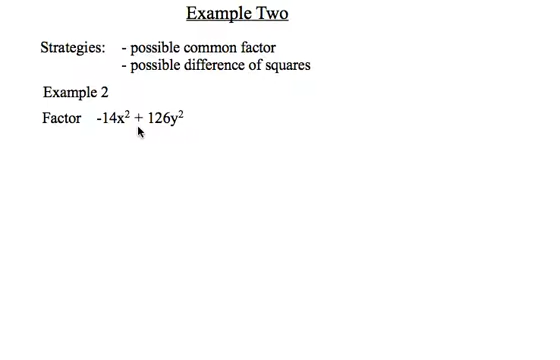 Example Two
Strategies: - possible common factor
- possible difference of squares
Example 2
Factor -14x² + 126y²